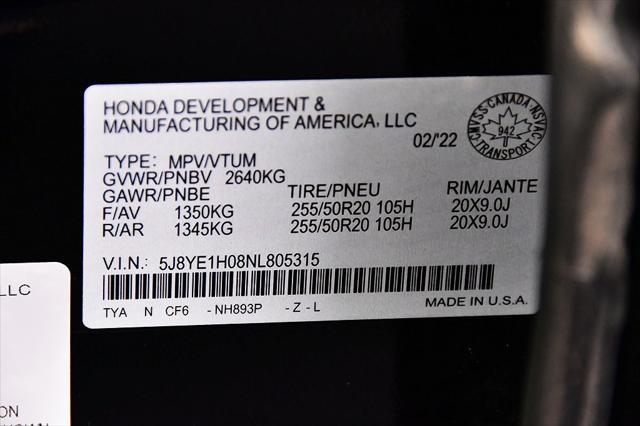 HONDA DEVELOPMENT &
MANUFACTURING OF AMERICA, LLC
02/'22
CMVSS CANADA NSVAC
942
TRANSPORT
TYPE: MPV/VTUM
GVWR/PNBV 2640KG
GAWR/PNBE TIRE/PNEU RIM/JANTE
F/AV 1350KG 255/50R20 105H 20X9.0J
R/AR 1345KG 255/50R20 105H 20X9.0J
V.I.N.: 5J8YE1H08NL805315
TYA N CF6 - NH893P - Z - L MADE IN U.S.A.
LLC
ON